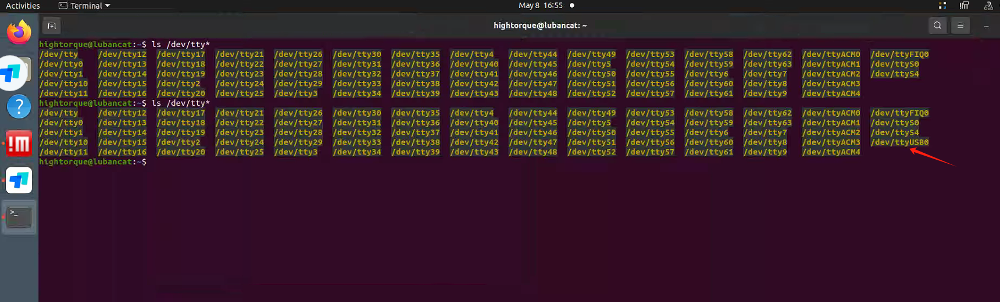 Activities Terminal May 8 16:55
hightorque@lubancat: ~
hightorque@lubancat:~$ ls /dev/tty*
/dev/tty /dev/tty12 /dev/tty17 /dev/tty21 /dev/tty26 /dev/tty30 /dev/tty35 /dev/tty4 /dev/tty44 /dev/tty49 /dev/tty53 /dev/tty58 /dev/tty62 /dev/ttyACM0 /dev/ttyFIQ0
/dev/tty0 /dev/tty13 /dev/tty18 /dev/tty22 /dev/tty27 /dev/tty31 /dev/tty36 /dev/tty40 /dev/tty45 /dev/tty5 /dev/tty54 /dev/tty59 /dev/tty63 /dev/ttyACM1 /dev/ttyS0
/dev/tty1 /dev/tty14 /dev/tty19 /dev/tty23 /dev/tty28 /dev/tty32 /dev/tty37 /dev/tty41 /dev/tty46 /dev/tty50 /dev/tty55 /dev/tty6 /dev/tty7 /dev/ttyACM2 /dev/ttyS4
/dev/tty10 /dev/tty15 /dev/tty2 /dev/tty24 /dev/tty29 /dev/tty33 /dev/tty38 /dev/tty42 /dev/tty47 /dev/tty51 /dev/tty56 /dev/tty60 /dev/tty8 /dev/ttyACM3
/dev/tty11 /dev/tty16 /dev/tty20 /dev/tty25 /dev/tty3 /dev/tty34 /dev/tty39 /dev/tty43 /dev/tty48 /dev/tty52 /dev/tty57 /dev/tty61 /dev/tty9 /dev/ttyACM4
hightorque@lubancat:~$ ls /dev/tty*
/dev/tty /dev/tty12 /dev/tty17 /dev/tty21 /dev/tty26 /dev/tty30 /dev/tty35 /dev/tty4 /dev/tty44 /dev/tty49 /dev/tty53 /dev/tty58 /dev/tty62 /dev/ttyACM0 /dev/ttyFIQ0
/dev/tty0 /dev/tty13 /dev/tty18 /dev/tty22 /dev/tty27 /dev/tty31 /dev/tty36 /dev/tty40 /dev/tty45 /dev/tty5 /dev/tty54 /dev/tty59 /dev/tty63 /dev/ttyACM1 /dev/ttyS0
/dev/tty1 /dev/tty14 /dev/tty19 /dev/tty23 /dev/tty28 /dev/tty32 /dev/tty37 /dev/tty41 /dev/tty46 /dev/tty50 /dev/tty55 /dev/tty6 /dev/tty7 /dev/ttyACM2 /dev/ttyS4
/dev/tty10 /dev/tty15 /dev/tty2 /dev/tty24 /dev/tty29 /dev/tty33 /dev/tty38 /dev/tty42 /dev/tty47 /dev/tty51 /dev/tty56 /dev/tty60 /dev/tty8 /dev/ttyACM3 /dev/ttyUSB0
/dev/tty11 /dev/tty16 /dev/tty20 /dev/tty25 /dev/tty3 /dev/tty34 /dev/tty39 /dev/tty43 /dev/tty48 /dev/tty52 /dev/tty57 /dev/tty61 /dev/tty9 /dev/ttyACM4
hightorque@lubancat:~$
?
!m
>_